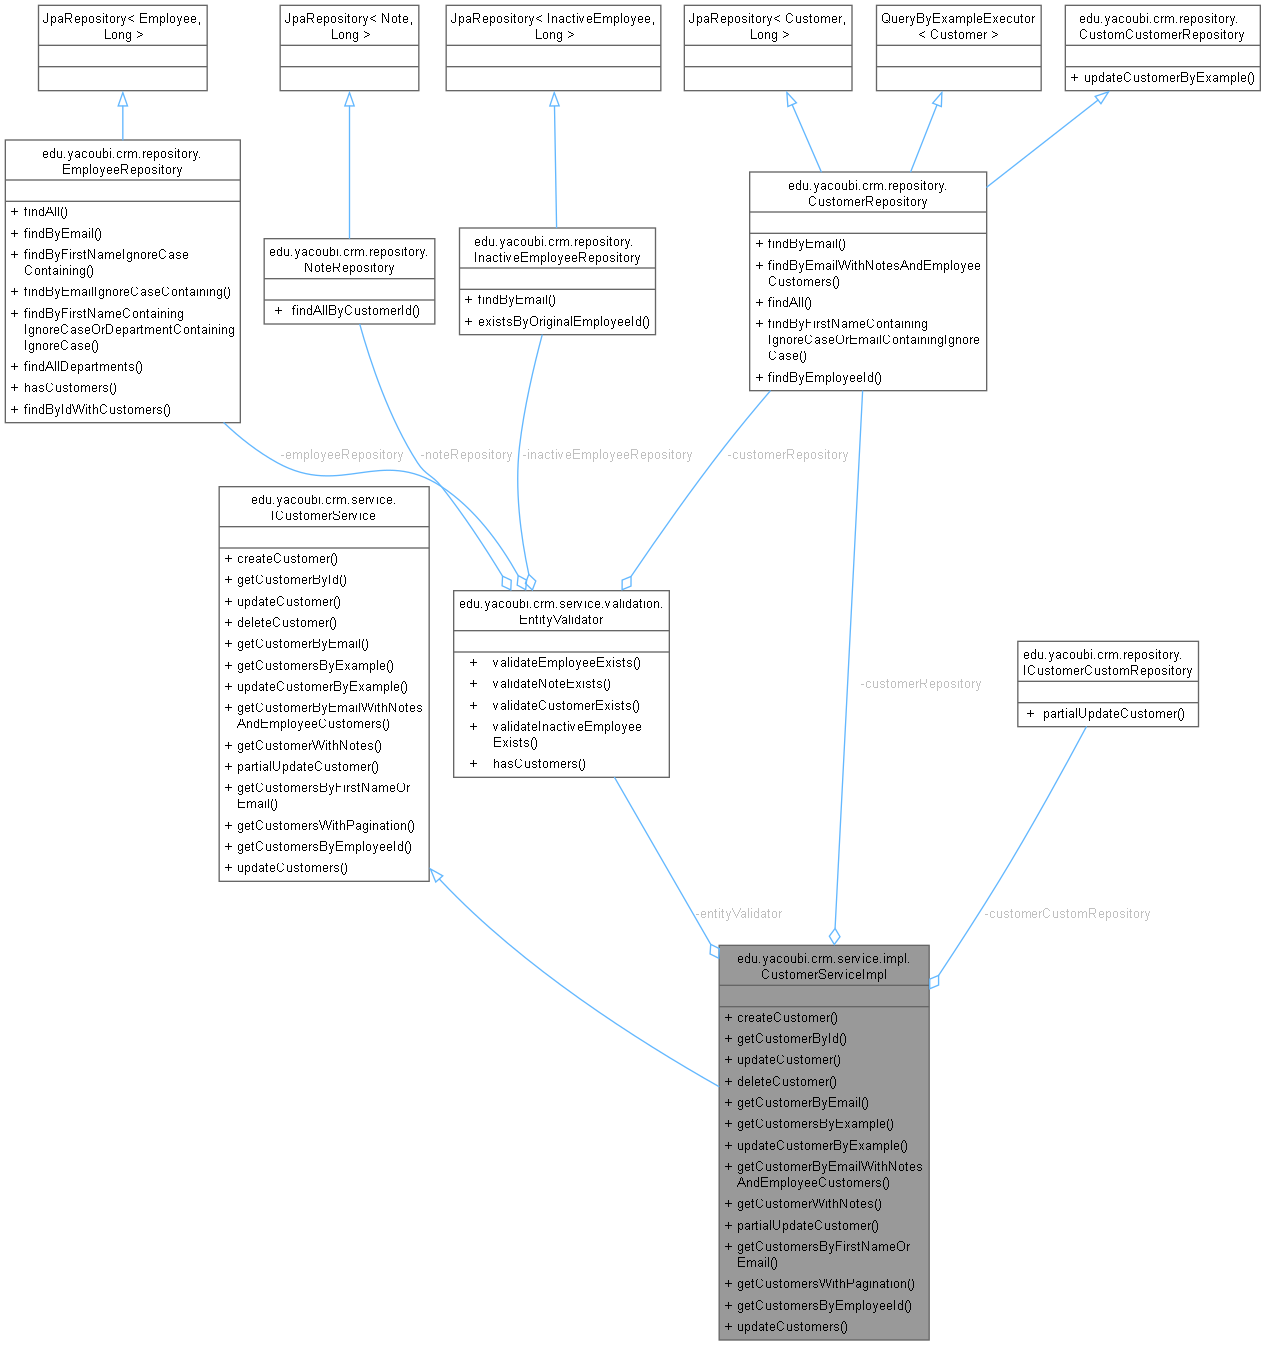 JpaRepository< Employee,
Long >
JpaRepository< Note,
Long >
JpaRepository< InactiveEmployee,
Long >
JpaRepository< Customer,
Long >
QueryByExampleExecutor
< Customer >
edu.yacoubi.crm.repository.
CustomCustomerRepository
+ updateCustomerByExample()
edu.yacoubi.crm.repository.
EmployeeRepository
+ findAll()
+ findByEmail()
+ findByFirstNameIgnoreCase
Containing()
+ findByEmailIgnoreCaseContaining()
+ findByFirstNameContaining
IgnoreCaseOrDepartmentContaining
IgnoreCase()
+ findAllDepartments()
+ hasCustomers()
+ findByIdWithCustomers()
edu.yacoubi.crm.repository.
NoteRepository
+ findAllByCustomerId()
edu.yacoubi.crm.repository.
InactiveEmployeeRepository
+ findByEmail()
+ existsByOriginalEmployeeId()
edu.yacoubi.crm.repository.
CustomerRepository
+ findByEmail()
+ findByEmailWithNotesAndEmployee
Customers()
+ findAll()
+ findByFirstNameContaining
IgnoreCaseOrEmailContainingIgnore
Case()
+ findByEmployeeId()
-employeeRepository
-noteRepository
-inactiveEmployeeRepository
-customerRepository
edu.yacoubi.crm.service.
ICustomerService
+ createCustomer()
+ getCustomerById()
+ updateCustomer()
+ deleteCustomer()
+ getCustomerByEmail()
+ getCustomersByExample()
+ updateCustomerByExample()
+ getCustomerByEmailWithNotes
AndEmployeeCustomers()
+ getCustomerWithNotes()
+ partialUpdateCustomer()
+ getCustomersByFirstNameOr
Email()
+ getCustomersWithPagination()
+ getCustomersByEmployeeId()
+ updateCustomers()
edu.yacoubi.crm.service.validation.
EntityValidator
+ validateEmployeeExists()
+ validateNoteExists()
+ validateCustomerExists()
+ validateInactiveEmployee
Exists()
+ hasCustomers()
-customerRepository
edu.yacoubi.crm.repository.
ICustomerCustomRepository
+ partialUpdateCustomer()
-entityValidator
-customerCustomRepository
edu.yacoubi.crm.service.impl.
CustomerServiceImpl
+ createCustomer()
+ getCustomerById()
+ updateCustomer()
+ deleteCustomer()
+ getCustomerByEmail()
+ getCustomersByExample()
+ updateCustomerByExample()
+ getCustomerByEmailWithNotes
AndEmployeeCustomers()
+ getCustomerWithNotes()
+ partialUpdateCustomer()
+ getCustomersByFirstNameOr
Email()
+ getCustomersWithPagination()
+ getCustomersByEmployeeId()
+ updateCustomers()